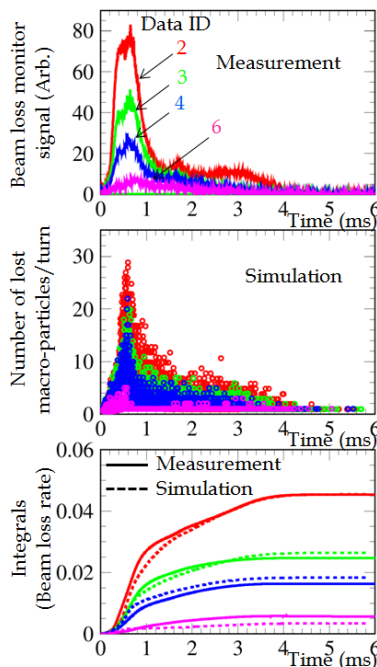 Data ID
2
3
4
6
Measurement
Beam loss monitor
signal (Arb.)
80
60
40
20
0
0 1 2 3 4 5 6
Time (ms)
Simulation
Number of lost
macro-particles/turn
30
20
10
0
0 1 2 3 4 5 6
Time (ms)
Measurement
Simulation
Integrals
(Beam loss rate)
0.06
0.04
0.02
0.0
0 1 2 3 4 5 6
Time (ms)